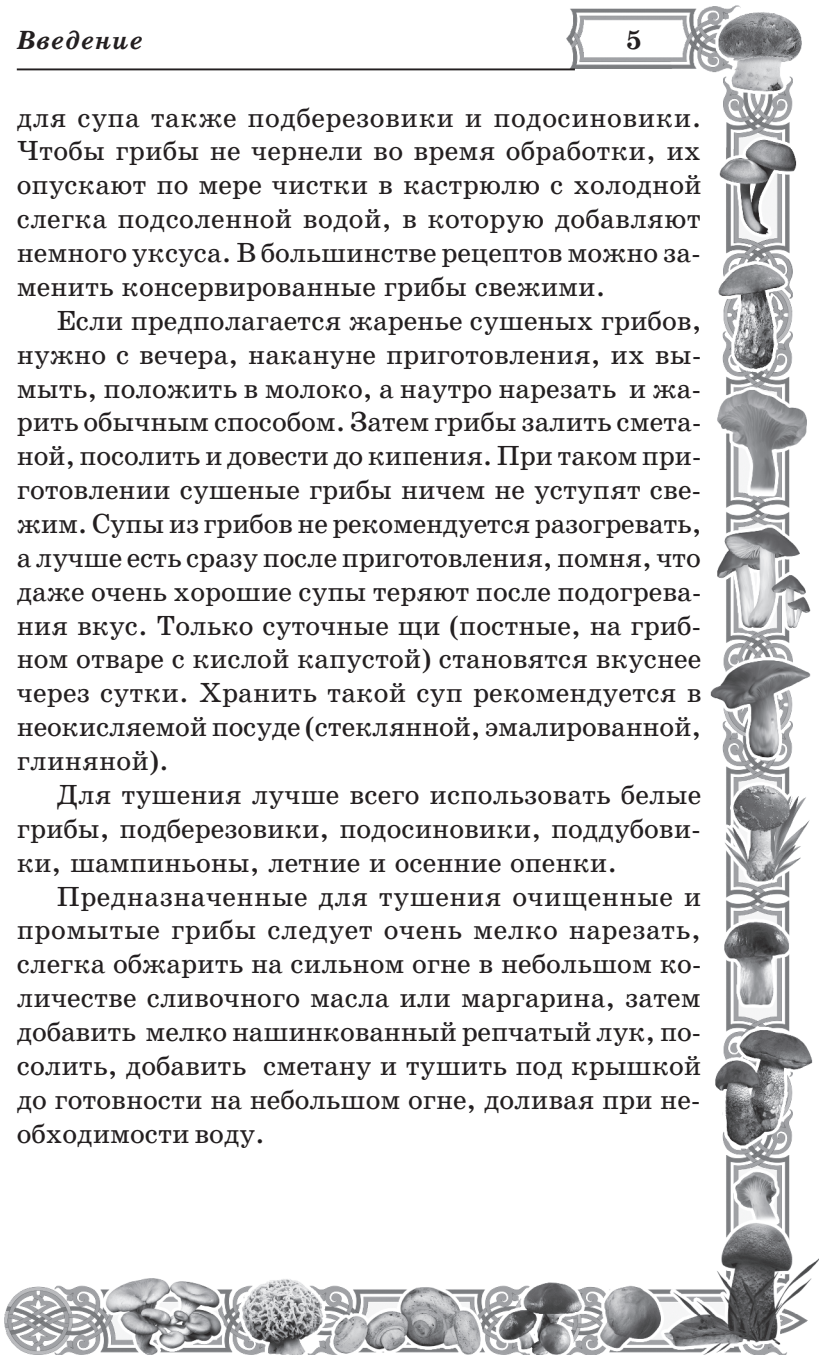 Введение 5
для супа также подберезовики и подосиновики.
Чтобы грибы не чернели во время обработки, их
опускают по мере чистки в кастрюлю с холодной
слегка подсоленной водой, в которую добавляют
немного уксуса. В большинстве рецептов можно за-
менить консервированные грибы свежими.
Если предполагается жаренье сушеных грибов,
нужно с вечера, накануне приготовления, их вы-
мыть, положить в молоко, а наутро нарезать и жа-
рить обычным способом. Затем грибы залить смета-
ной, посолить и довести до кипения. При таком при-
готовлении сушеные грибы ничем не уступят све-
жим. Супы из грибов не рекомендуется разогревать,
а лучше есть сразу после приготовления, помня, что
даже очень хорошие супы теряют после подогрева-
ния вкус. Только суточные щи (постные, на гриб-
ном отваре с кислой капустой) становятся вкуснее
через сутки. Хранить такой суп рекомендуется в
неокисляемой посуде (стеклянной, эмалированной,
глиняной).
Для тушения лучше всего использовать белые
грибы, подберезовики, подосиновики, поддубови-
ки, шампиньоны, летние и осенние опенки.
Предназначенные для тушения очищенные и
промытые грибы следует очень мелко нарезать,
слегка обжарить на сильном огне в небольшом ко-
личестве сливочного масла или маргарина, затем
добавить мелко нашинкованный репчатый лук, по-
солить, добавить сметану и тушить под крышкой
до готовности на небольшом огне, доливая при не-
обходимости воду.